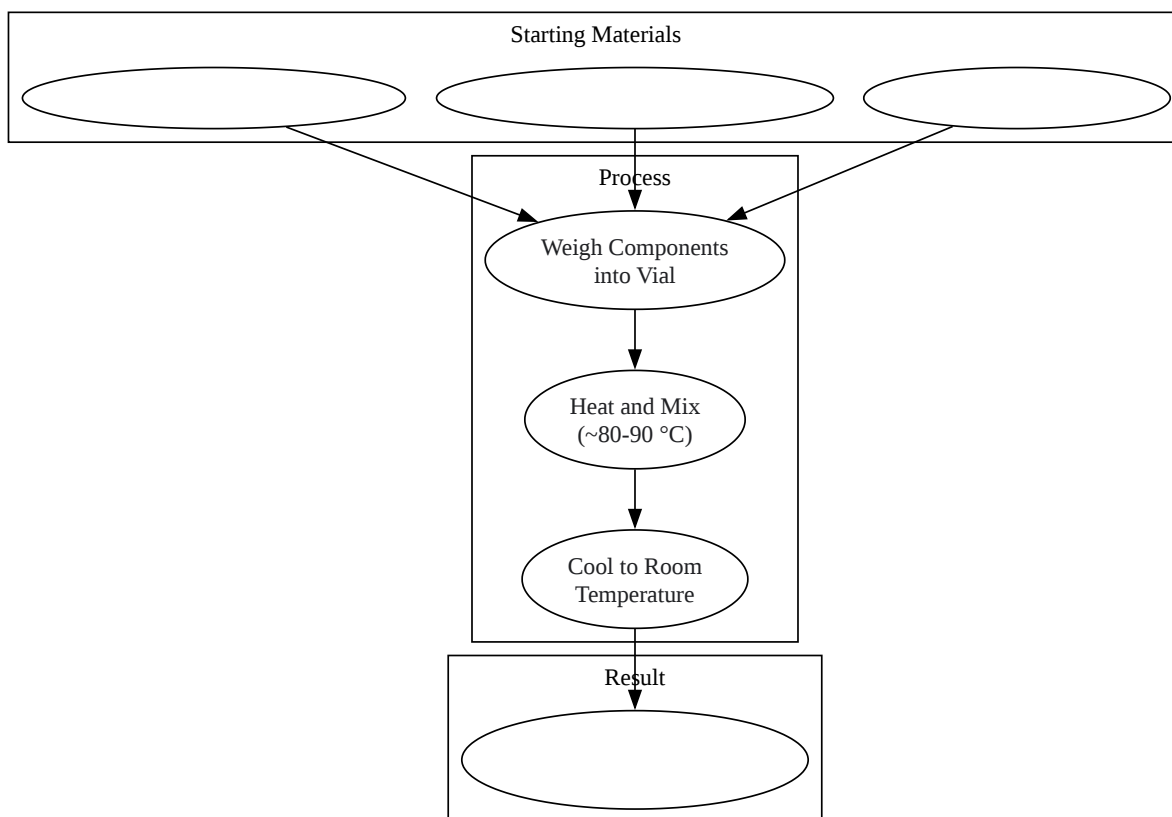 Starting Materials
Process
Weigh Components
into Vial
Heat and Mix
(~80-90 °C)
Cool to Room
Temperature
Result